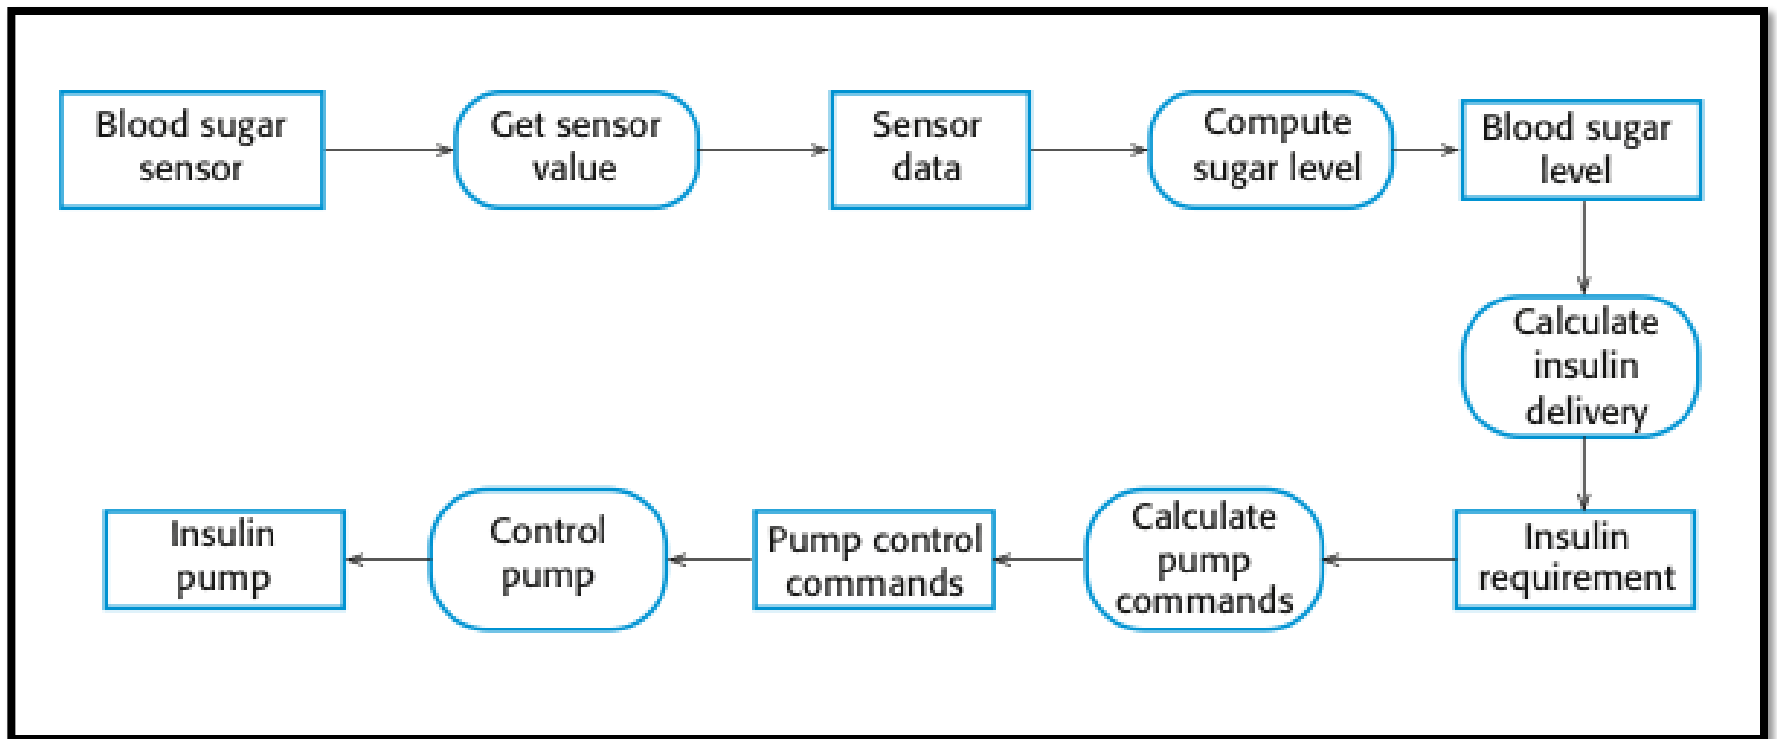 Blood sugar
sensor
Get sensor
value
Sensor
data
Compute
sugar level
Blood sugar
level
Calculate
insulin
delivery
Insulin
requirement
Calculate
pump
commands
Pump control
commands
Control
pump
Insulin
pump